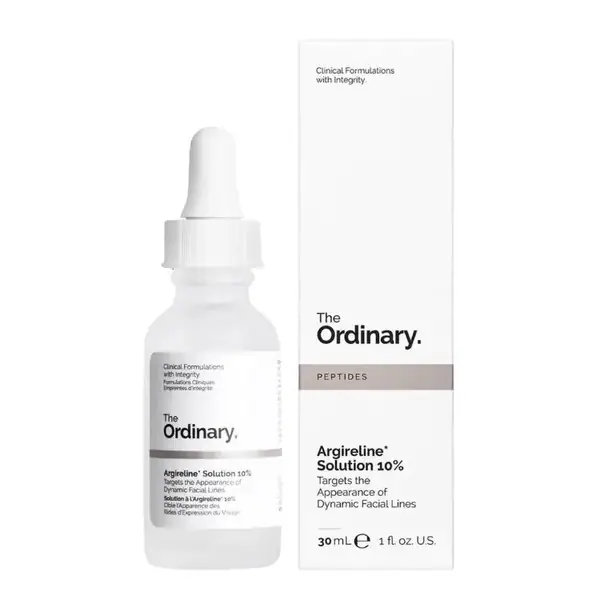 Clinical Formulations
with Integrity.
The
Ordinary.
PEPTIDES
Argireline*
Solution 10%
Targets the
Appearance of
Dynamic Facial Lines
30 mL ℮ 1 fl. oz. U.S.
Clinical Formulations
with Integrity
Formulations Cliniques
Empreintes d'intégrité
The
Ordinary.
Argireline* Solution 10%
Targets the Appearance of
Dynamic Facial Lines
Solution à l'Argireline* 10%
Cible l'Apparence des
Rides d'Expression du Visage